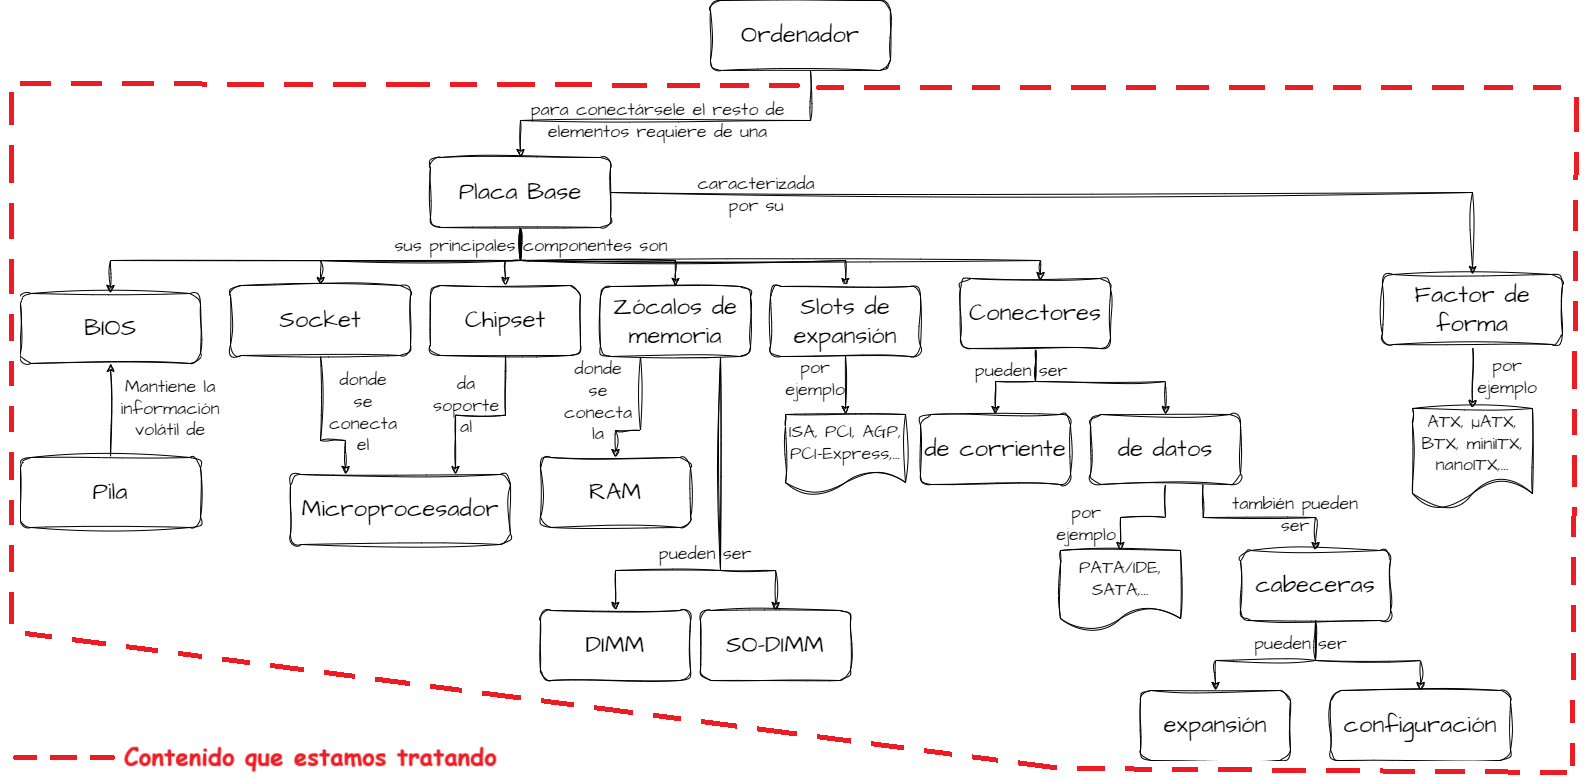 Ordenador
para conectársele el resto de
elementos requiere de una
Placa Base
caracterizada
por su
sus principales componentes son
BIOS
Socket
Chipset
Zócalos de
memoria
Slots de
expansión
Conectores
Factor de
forma
Mantiene la
información
volátil de
donde
se
conecta
el
da
soporte
al
donde
se
conecta
la
por
ejemplo
pueden ser
por
ejemplo
Pila
Microprocesador
RAM
ISA, PCI, AGP,
PCI-Express,...
de corriente
de datos
ATX, µATX,
BTX, miniITX,
nanoITX,...
pueden ser
por
ejemplo
también pueden
ser
DIMM
SO-DIMM
PATA/IDE,
SATA,...
cabeceras
pueden ser
expansión
configuración
Contenido que estamos tratando